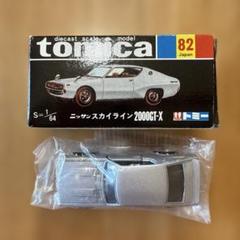 diecast scale model
tomica
82
Japan
S=1/64
ニッサン スカイライン 2000GT-X
トミー